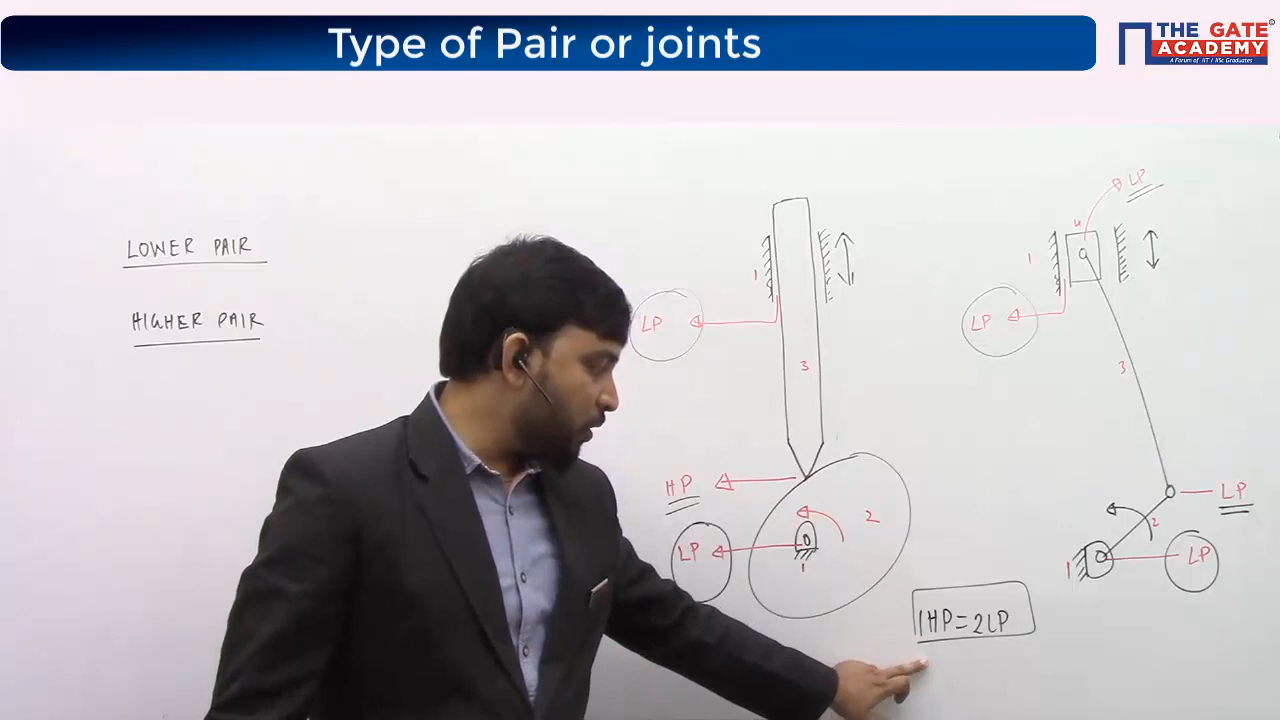 Type of Pair or joints
THE GATE
ACADEMY
A Forum of IIT / IISc Graduates
LOWER PAIR
HIGHER PAIR
1
LP
3
HP
LP
2
1
1HP=2LP
LP
4
1
LP
3
LP
2
1
LP